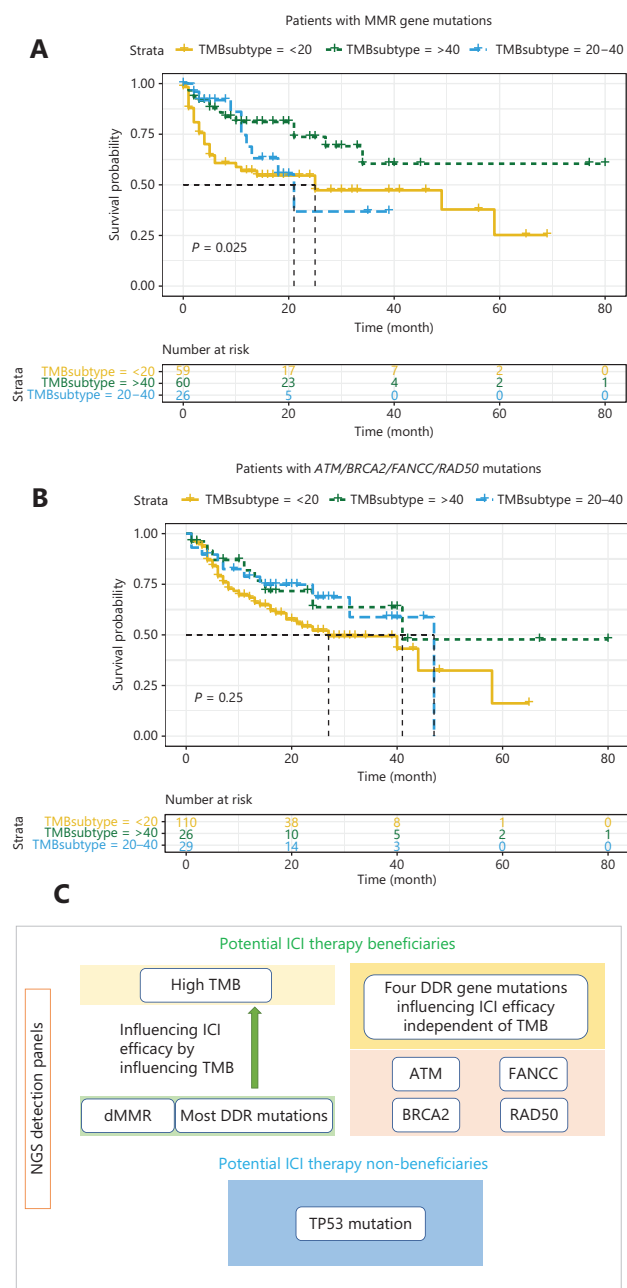 Patients with MMR gene mutations
A
Strata TMBsubtype = <20 TMBsubtype = >40 TMBsubtype = 20–40
1.00
0.75
0.50
0.25
0.00
Survival probability
P = 0.025
0 20 40 60 80
Time (month)
Number at risk
Strata
TMBsubtype = <20 59 17 7 2 0
TMBsubtype = >40 60 23 4 2 1
TMBsubtype = 20–40 26 5 0 0 0
0 20 40 60 80
Time (month)
Patients with ATM/BRCA2/FANCC/RAD50 mutations
B
Strata TMBsubtype = <20 TMBsubtype = >40 TMBsubtype = 20–40
1.00
0.75
0.50
0.25
0.00
Survival probability
P = 0.25
0 20 40 60 80
Time (month)
Number at risk
Strata
TMBsubtype = <20 110 38 8 1 0
TMBsubtype = >40 26 10 5 2 1
TMBsubtype = 20–40 29 14 3 0 0
0 20 40 60 80
Time (month)
C
NGS detection panels
Potential ICI therapy beneficiaries
High TMB
Influencing ICI
efficacy by
influencing TMB
dMMR Most DDR mutations
Four DDR gene mutations
influencing ICI efficacy
independent of TMB
ATM FANCC
BRCA2 RAD50
Potential ICI therapy non-beneficiaries
TP53 mutation